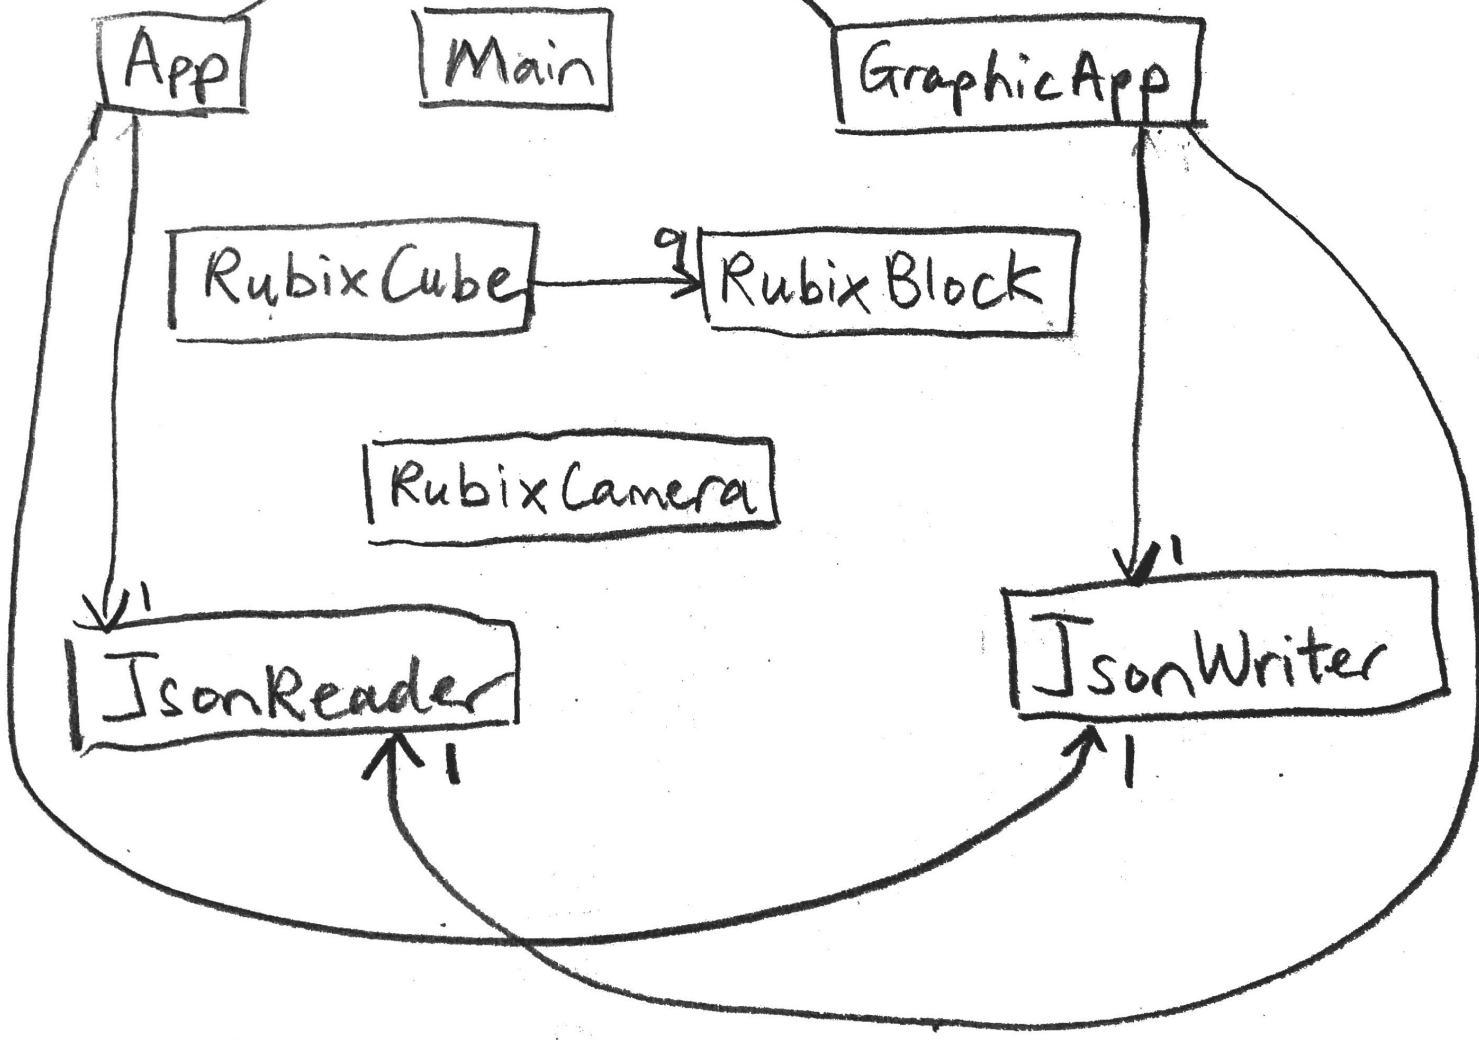 App
Main
GraphicApp
RubixCube
9
RubixBlock
RubixCamera
1
1
JsonReader
JsonWriter
1
1